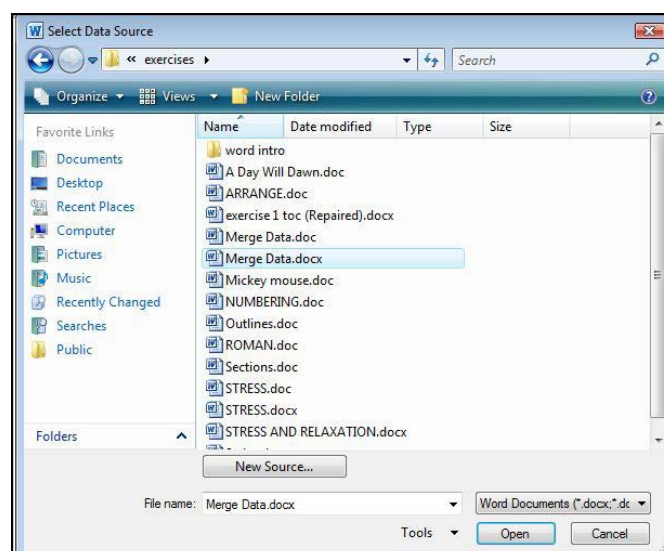 Select Data Source
« exercises
Search
Organize Views New Folder
Favorite Links
Documents
Desktop
Recent Places
Computer
Pictures
Music
Recently Changed
Searches
Public
Folders
Name Date modified Type Size
word intro
A Day Will Dawn.doc
ARRANGE.doc
exercise 1 toc (Repaired).docx
Merge Data.doc
Merge Data.docx
Mickey mouse.doc
NUMBERING.doc
Outlines.doc
ROMAN.doc
Sections.doc
STRESS.doc
STRESS.docx
STRESS AND RELAXATION.docx
New Source...
File name: Merge Data.docx
Word Documents (*.docx;*.dc
Tools Open Cancel